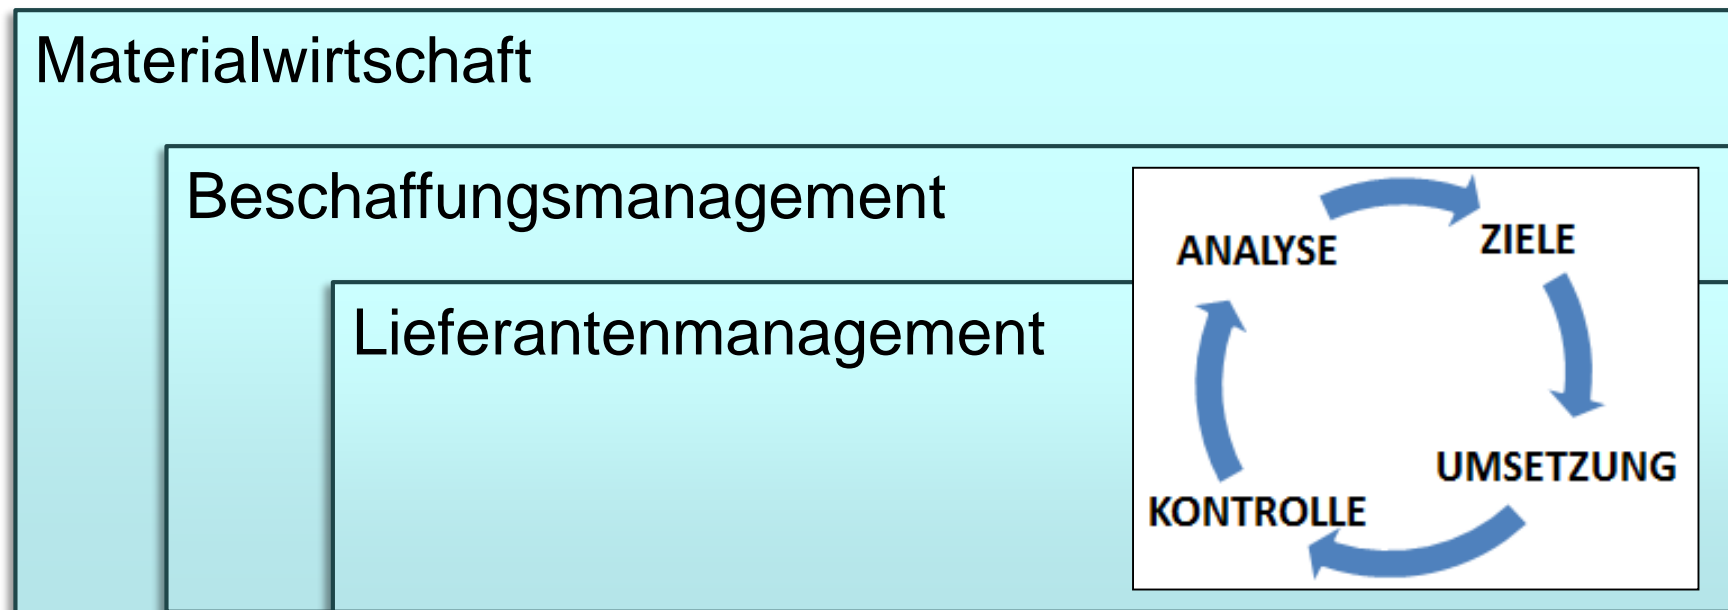 Materialwirtschaft
Beschaffungsmanagement
Lieferantenmanagement
ANALYSE
ZIELE
UMSETZUNG
KONTROLLE